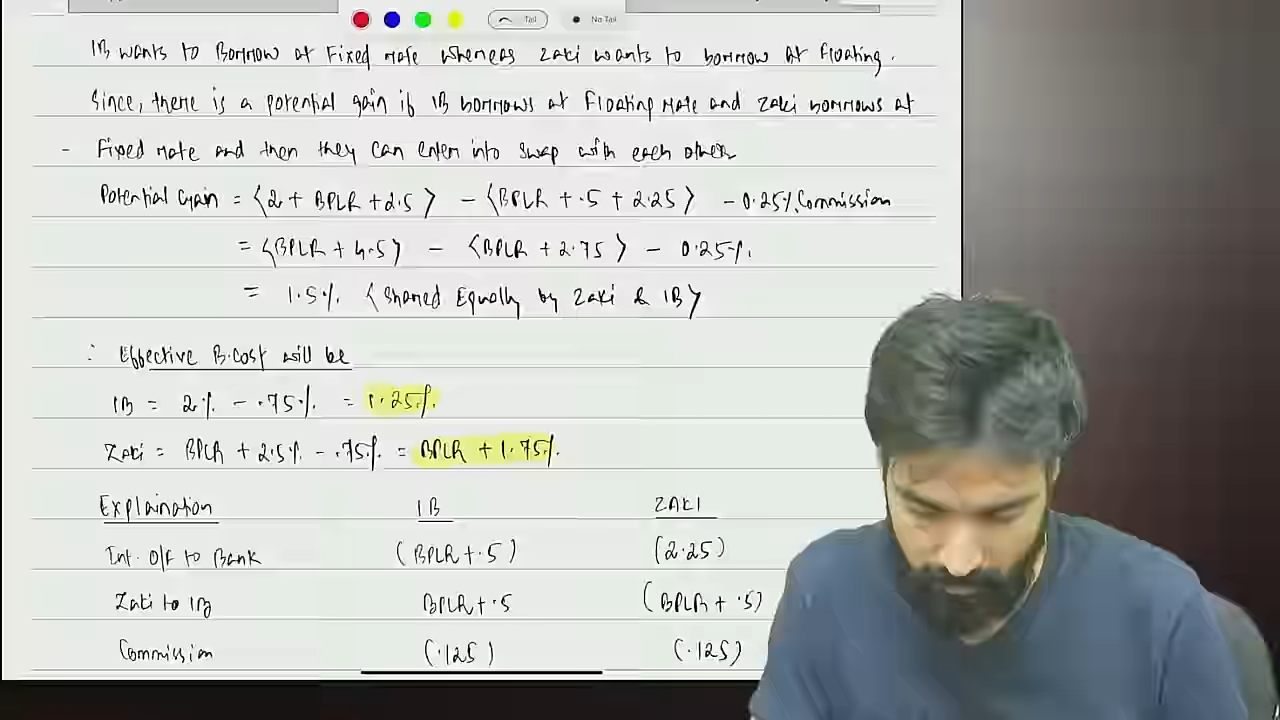 Tail No Tail
IB wants to Borrow at Fixed Rate whereas Zaki wants to borrow at Floating.
Since, there is a potential gain if IB borrows at Floating Rate and Zaki borrows at
- Fixed rate and then they can enter into swap with each other
Potential Gain = <2 + BPLR + 2.5> - <BPLR + .5 + 2.25> - 0.25% Commission
= <BPLR + 4.5> - <BPLR + 2.75> - 0.25%.
= 1.5% <Shared Equally by Zaki & IB>
: Effective B.Cost will be
IB = 2% - .75% = 1.25%.
Zaki = BPLR + 2.5% - .75% = BPLR + 1.75%.
Explaination IB ZAKI
Int. O/F to Bank (BPLR + .5) (2.25)
Zaki to IB BPLR + .5 (BPLR + .5)
Commission (.125) (.125)